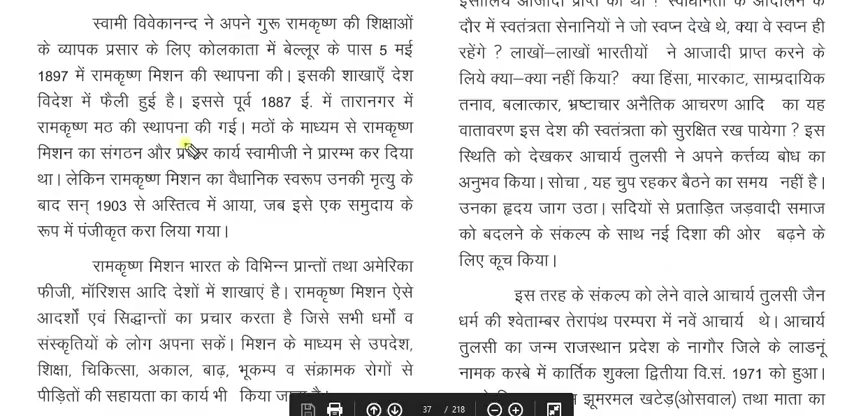 स्वामी विवेकानन्द ने अपने गुरू रामकृष्ण की शिक्षाओं
के व्यापक प्रसार के लिए कोलकाता में बेल्लूर के पास 5 मई
1897 में रामकृष्ण मिशन की स्थापना की। इसकी शाखाएँ देश
विदेश में फैली हुई है। इससे पूर्व 1887 ई. में तारानगर में
रामकृष्ण मठ की स्थापना की गई। मठों के माध्यम से रामकृष्ण
मिशन का संगठन और कार्य स्वामीजी ने प्रारम्भ कर दिया
था। लेकिन रामकृष्ण मिशन का वैधानिक स्वरूप उनकी मृत्यु के
बाद सन् 1903 से अस्तित्व में आया, जब इसे एक समुदाय के
रूप में पंजीकृत करा लिया गया।
रामकृष्ण मिशन भारत के विभिन्न प्रान्तों तथा अमेरिका
फीजी, मॉरिशस आदि देशों में शाखाएं है। रामकृष्ण मिशन ऐसे
आदर्शों एवं सिद्धान्तों का प्रचार करता है जिसे सभी धर्मों व
संस्कृतियों के लोग अपना सकें। मिशन के माध्यम से उपदेश,
शिक्षा, चिकित्सा, अकाल, बाढ़, भूकम्प व संक्रामक रोगों से
पीड़ितों की सहायता का कार्य भी किया
इसीलिये आजादी प्राप्त की थी ? स्वाधीनता के आंदोलन के
दौर में स्वतंत्रता सेनानियों ने जो स्वप्न देखे थे, क्या वे स्वप्न ही
रहेंगे ? लाखों–लाखों भारतीयों ने आजादी प्राप्त करने के
लिये क्या–क्या नहीं किया? क्या हिंसा, मारकाट, साम्प्रदायिक
तनाव, बलात्कार, भ्रष्टाचार अनैतिक आचरण आदि का यह
वातावरण इस देश की स्वतंत्रता को सुरक्षित रख पायेगा ? इस
स्थिति को देखकर आचार्य तुलसी ने अपने कर्त्तव्य बोध का
अनुभव किया। सोचा , यह चुप रहकर बैठने का समय नहीं है।
उनका हृदय जाग उठा। सदियों से प्रताड़ित जड़वादी समाज
को बदलने के संकल्प के साथ नई दिशा की ओर बढ़ने के
लिए कूच किया।
इस तरह के संकल्प को लेने वाले आचार्य तुलसी जैन
धर्म की श्वेताम्बर तेरापंथ परम्परा में नवें आचार्य थे। आचार्य
तुलसी का जन्म राजस्थान प्रदेश के नागौर जिले के लाडनूं
नामक कस्बे में कार्तिक शुक्ला द्वितीया वि.सं. 1971 को हुआ।
झूमरमल खटेड़(ओसवाल) तथा माता का
37 / 218